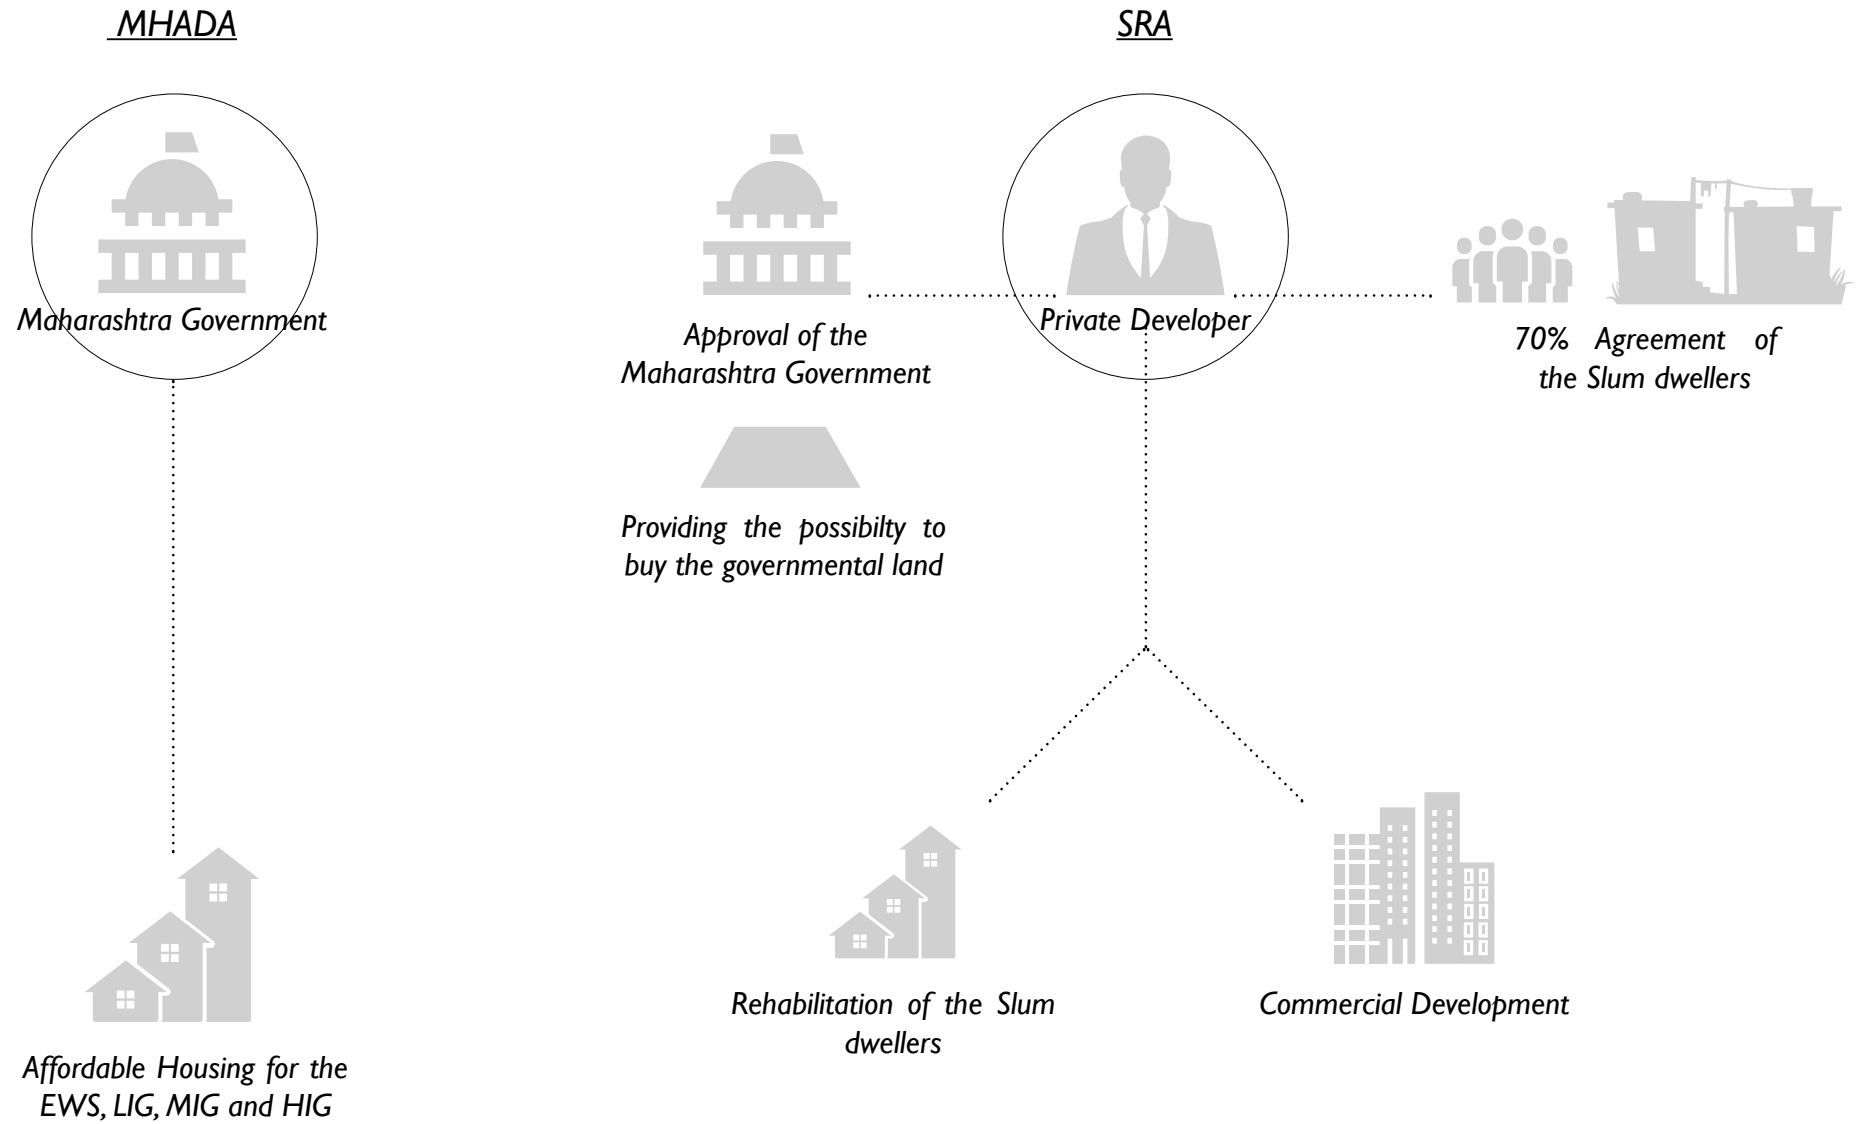 MHADA
Maharashtra Government
Affordable Housing for the
EWS, LIG, MIG and HIG
SRA
Approval of the
Maharashtra Government
Providing the possibilty to
buy the governmental land
Private Developer
70% Agreement of
the Slum dwellers
Rehabilitation of the Slum
dwellers
Commercial Development